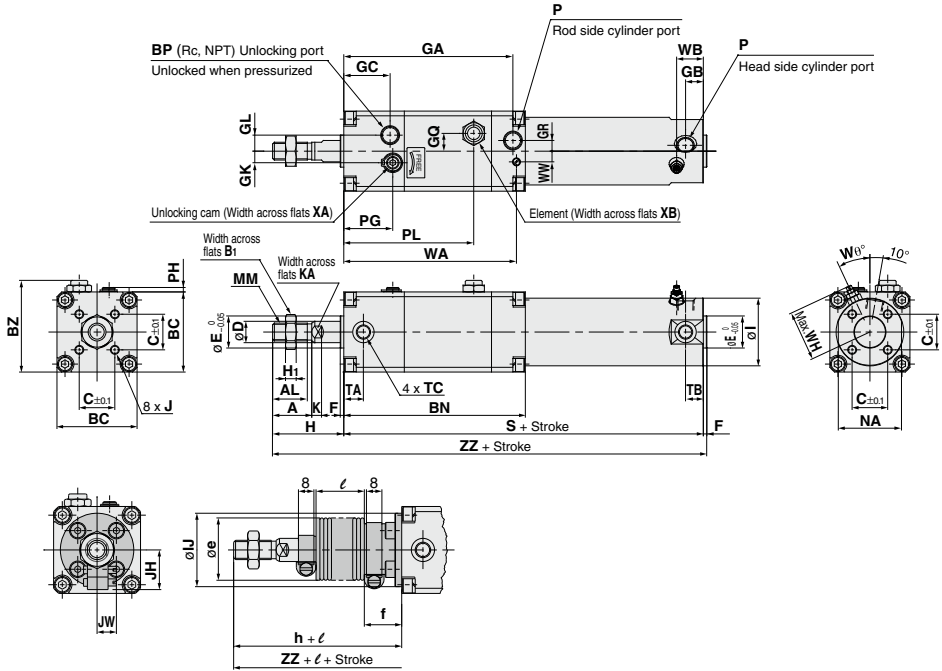 P
Rod side cylinder port
GA
WB
P
BP (Rc, NPT) Unlocking port
Unlocked when pressurized
GC
GB
Head side cylinder port
GL
GQ
GR
GK
FREE
WW
Unlocking cam (Width across flats XA)
PG
Element (Width across flats XB)
PL
WA
Width across
flats B1
Width across
flats KA
MM
PH
BZ
C±0.1
BC
øE 0 -0.05
øD
øE 0 -0.05
øI
Wθ°
10°
Max. WH
C±0.1
H1
AL
TA
4 x TC
TB
C±0.1
8 x J
A
K
F
BN
C±0.1
BC
H
S + Stroke
F
NA
ZZ + Stroke
8
ℓ
8
øIJ
øe
JH
JW
f
h + ℓ
ZZ + ℓ + Stroke